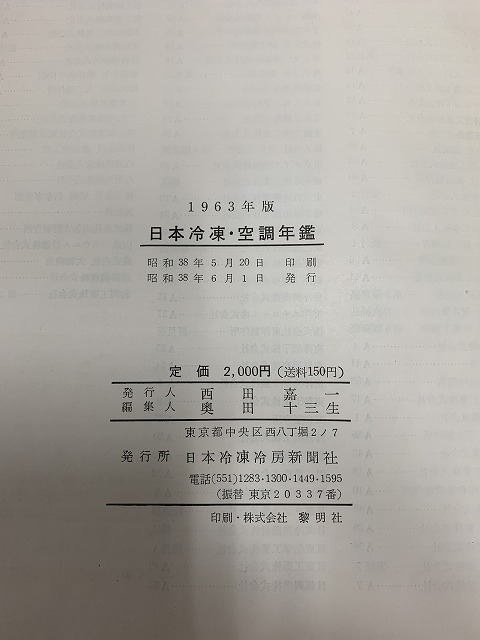 1963年版
日本冷凍・空調年鑑
昭和38年5月20日 印刷
昭和38年6月1日 発行
定価 2,000円(送料150円)
発行人 西田嘉一
編集人 奥田十三生
東京都中央区西八丁堀2ノ7
発行所 日本冷凍冷房新聞社
電話(551)1283・1300・1449・1595
(振替 東京20337番)
印刷・株式会社 黎明社